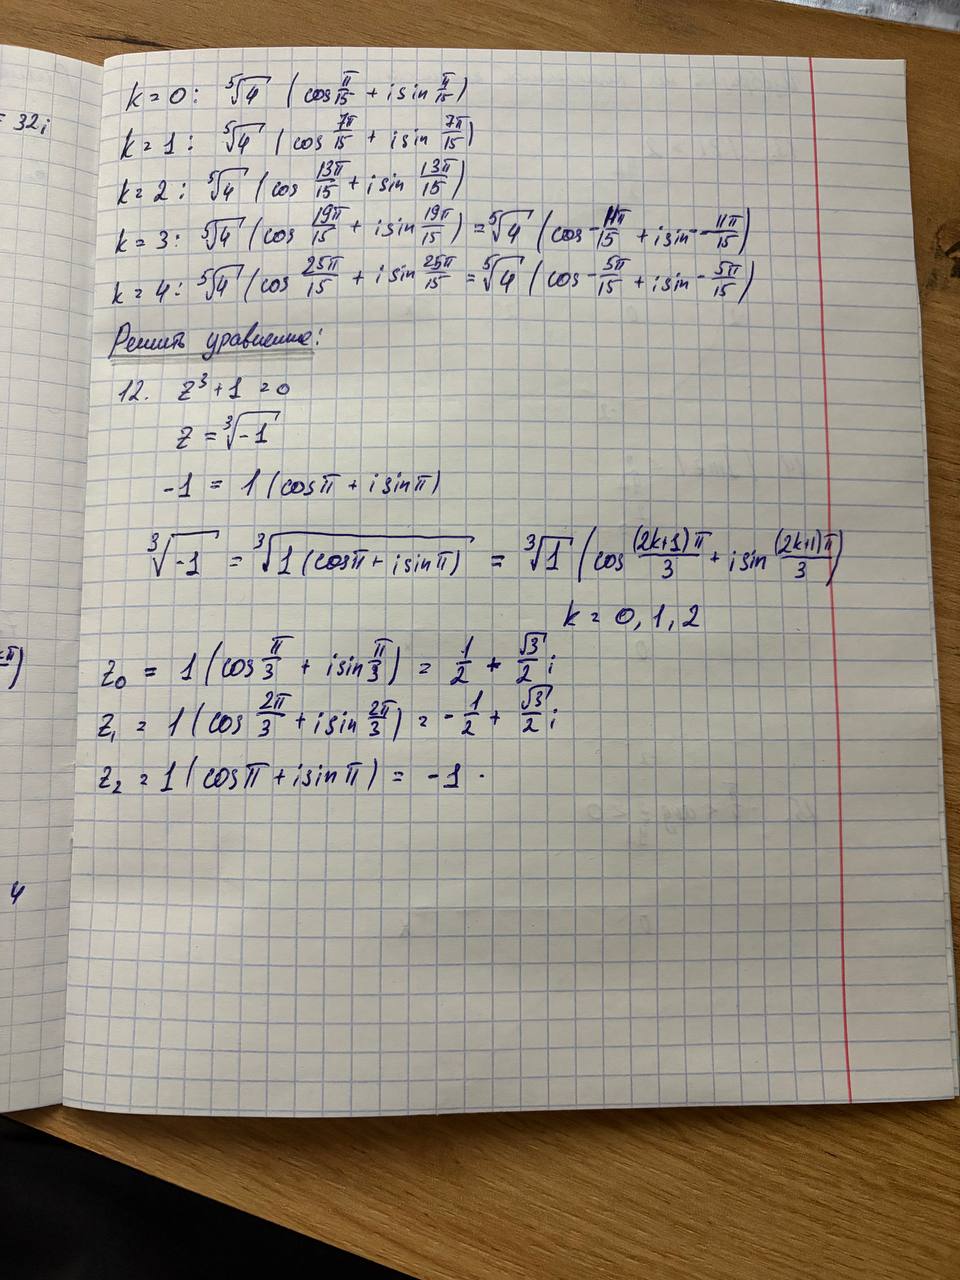 = 32i
k = 0: ⁵√4 (cos π/15 + i sin π/15)
k = 1: ⁵√4 (cos 7π/15 + i sin 7π/15)
k = 2: ⁵√4 (cos 13π/15 + i sin 13π/15)
k = 3: ⁵√4 (cos 19π/15 + i sin 19π/15) = ⁵√4 (cos -11π/15 + i sin -11π/15)
k = 4: ⁵√4 (cos 25π/15 + i sin 25π/15 = ⁵√4 (cos -5π/15 + i sin -5π/15)
Решить уравнение:
12. z³ + 1 = 0
z = ³√-1
-1 = 1 (cos π + i sin π)
³√-1 = ³√1 (cos π + i sin π) = ³√1 (cos (2k+1)π/3 + i sin (2k+1)π/3)
k = 0, 1, 2
z₀ = 1 (cos π/3 + i sin π/3) = 1/2 + √3/2 i
z₁ = 1 (cos 2π/3 + i sin 2π/3) = -1/2 + √3/2 i
z₂ = 1 (cos π + i sin π) = -1.
4